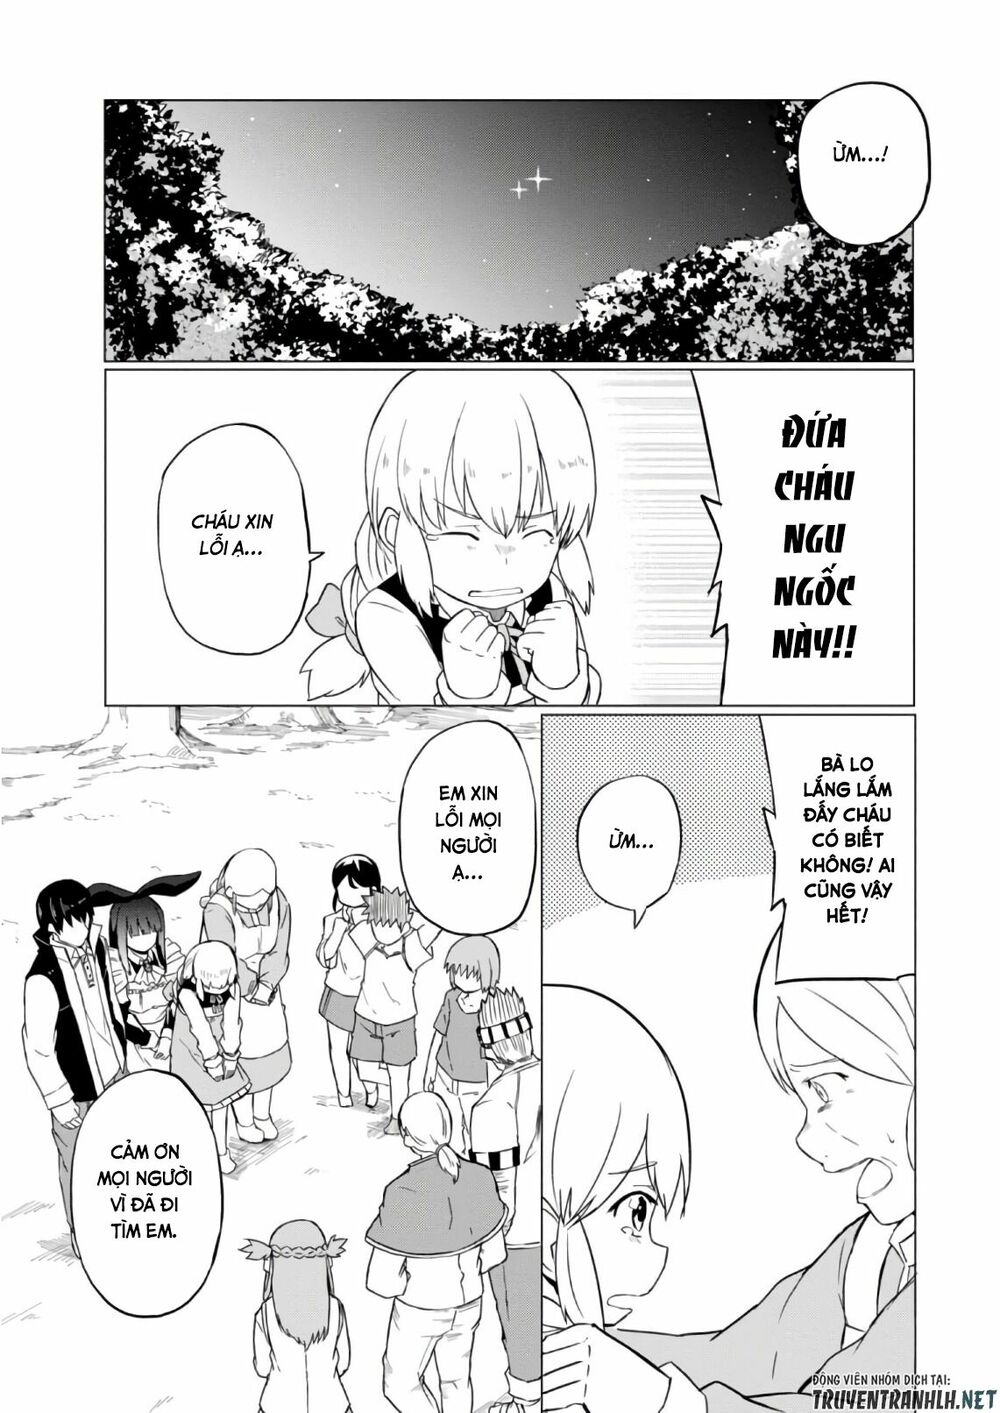 ỪM...!
ĐỨA
CHÁU
NGU
NGỐC
NÀY!!
CHÁU XIN
LỖI Ạ...
BÀ LO
LẮNG LẮM
ĐẤY CHÁU
CÓ BIẾT
KHÔNG! AI
CŨNG VẬY
HẾT!
ỪM...
EM XIN
LỖI MỌI
NGƯỜI
Ạ...
CẢM ƠN
MỌI NGƯỜI
VÌ ĐÃ ĐI
TÌM EM.
ĐỘNG VIÊN NHÓM DỊCH TẠI:
TRUYENTRANHLH.NET